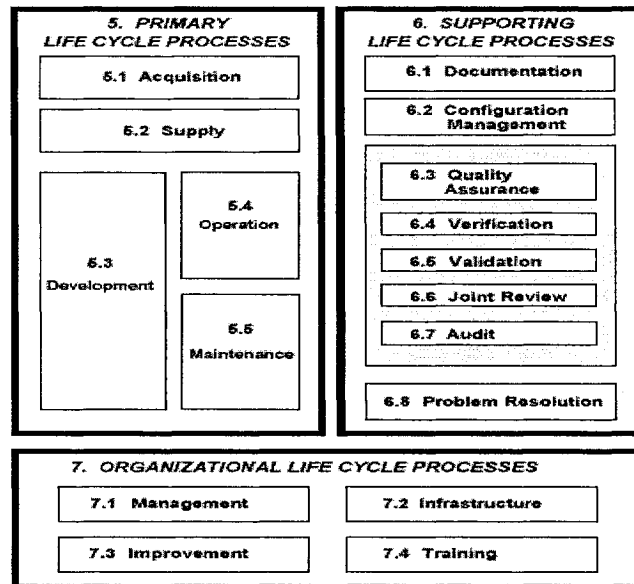 5. PRIMARY
LIFE CYCLE PROCESSES
5.1 Acquisition
5.2 Supply
5.3
Development
5.4
Operation
5.5
Maintenance
6. SUPPORTING
LIFE CYCLE PROCESSES
6.1 Documentation
6.2 Configuration
Management
6.3 Quality
Assurance
6.4 Verification
6.5 Validation
6.6 Joint Review
6.7 Audit
6.8 Problem Resolution
7. ORGANIZATIONAL LIFE CYCLE PROCESSES
7.1 Management
7.2 Infrastructure
7.3 Improvement
7.4 Training